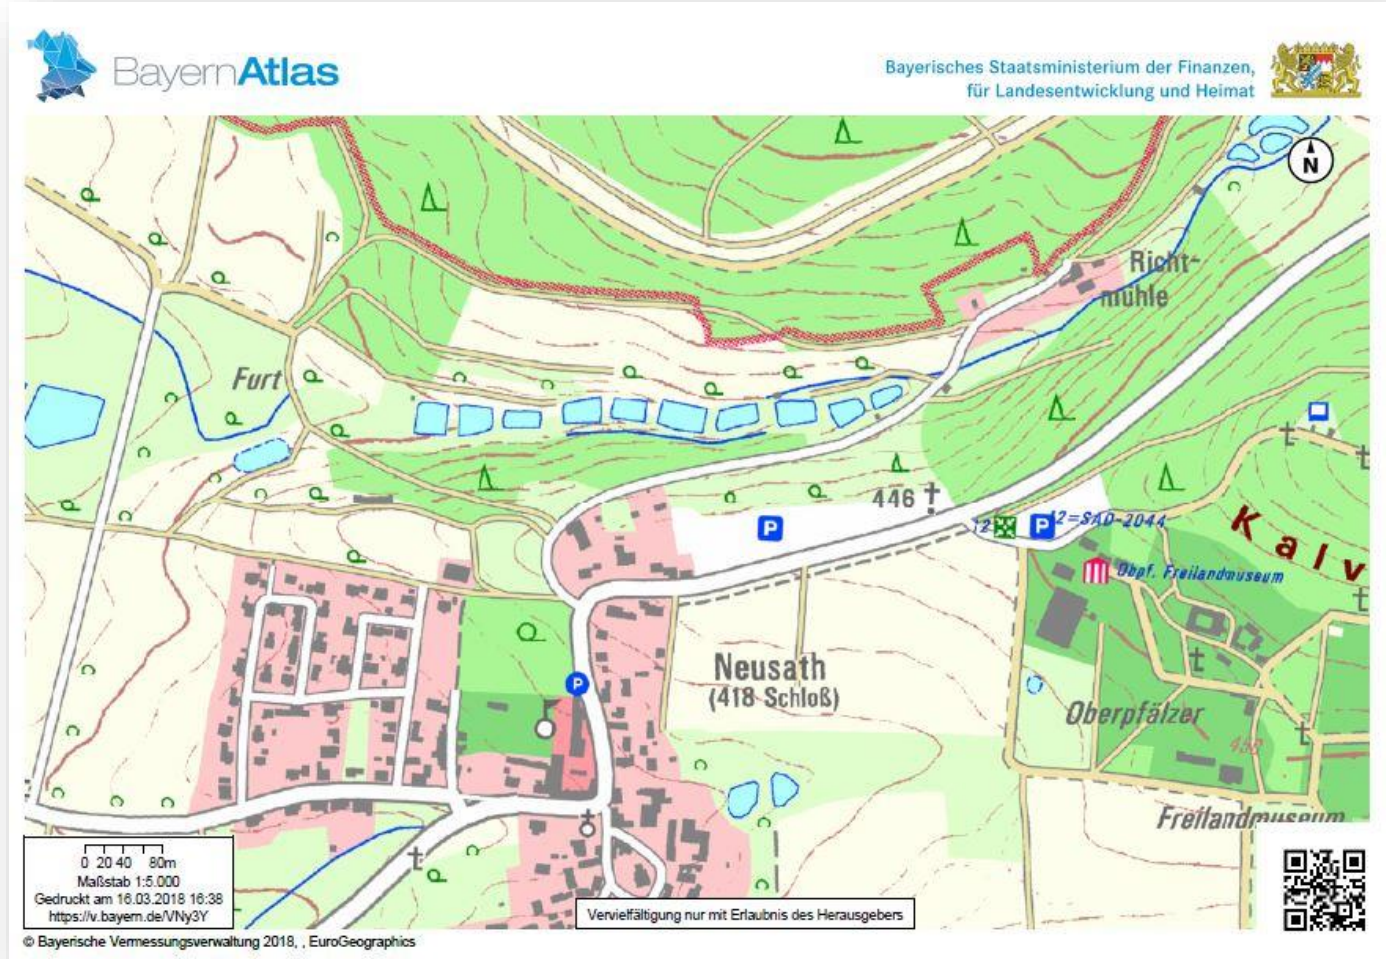 BayernAtlas
Bayerisches Staatsministerium der Finanzen,
für Landesentwicklung und Heimat
N
Richt-
mühle
Furt
446
P
12
P
12=SAD-2044
Kalv
Obpf. Freilandmuseum
Neusath
(418 Schloß)
P
Oberpfälzer
458
Freilandmuseum
0 20 40 80m
Maßstab 1:5.000
Gedruckt am 16.03.2018 16:38
https://v.bayern.de/VNy3Y
Vervielfältigung nur mit Erlaubnis des Herausgebers
© Bayerische Vermessungsverwaltung 2018, , EuroGeographics